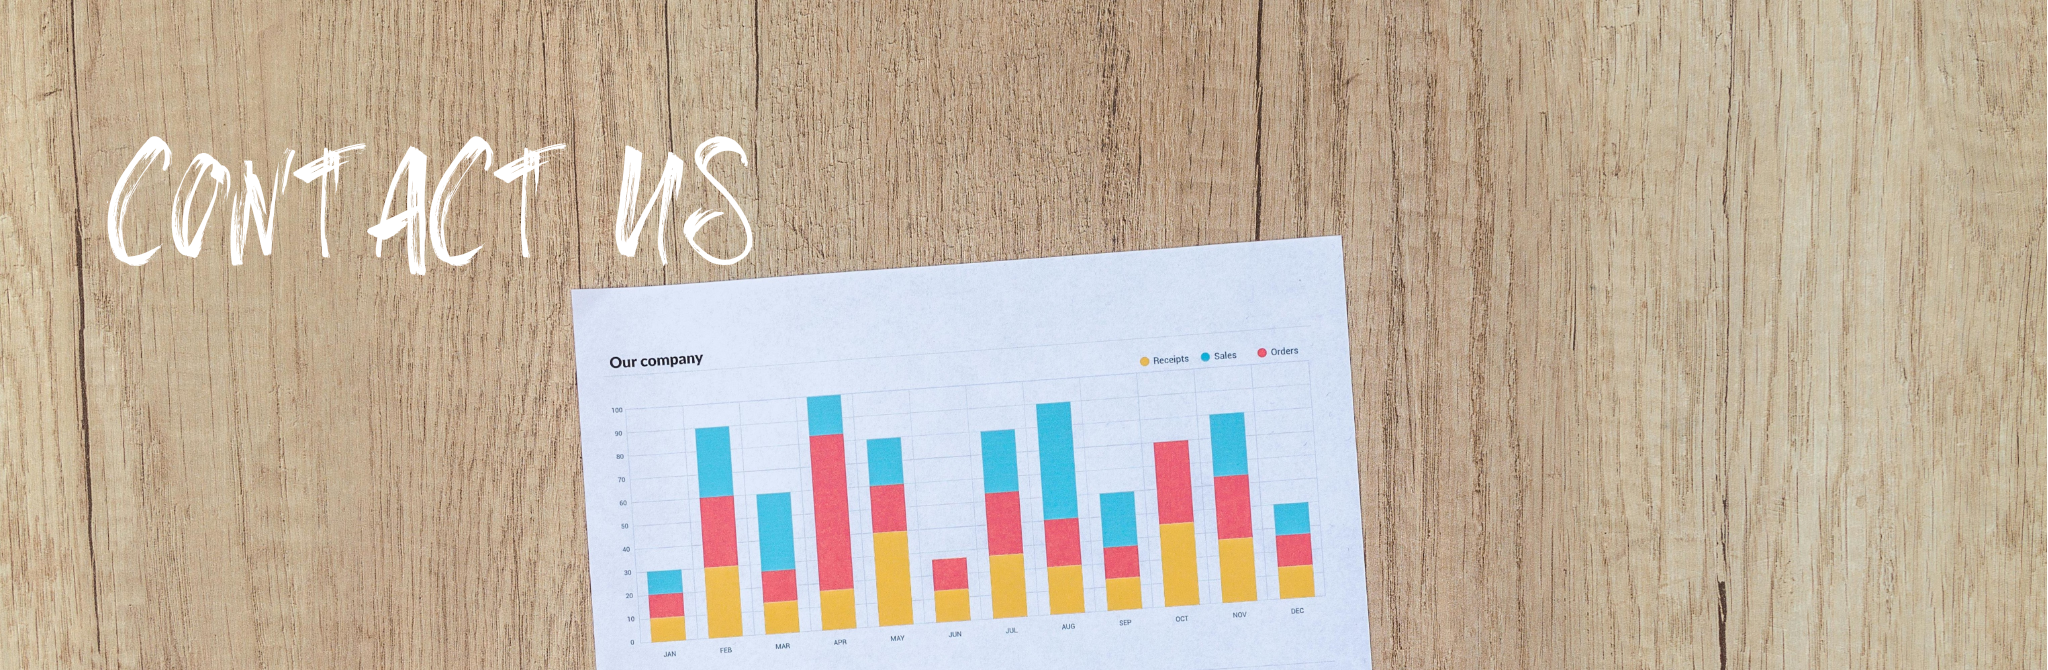 CONTACT US
Our company
Receipts Sales Orders
100
90
80
70
60
50
40
30
20
10
0
JAN FEB MAR APR MAY JUN JUL AUG SEP OCT NOV DEC